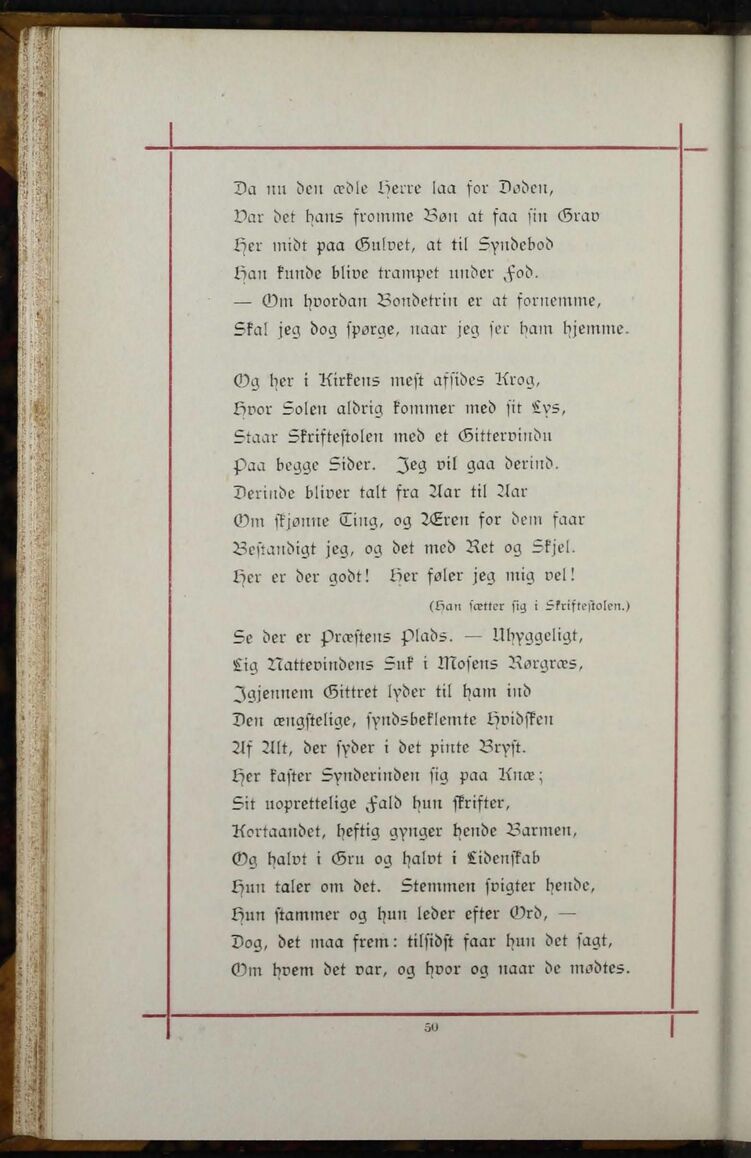 Da nu den ædle Herre laa for Døden,
Var det hans fromme Bøn at faa sin Grav
Her midt paa Gulvet, at til Syndebod
Han kunde blive trampet under Fod.
— Om hvordan Bondetrin er at fornemme,
Skal jeg dog spørge, naar jeg ser ham hjemme.
Og her i Kirkens mest affides Krog,
Hvor Solen aldrig kommer med sit Lys,
Staar Skriftestolen med et Gittervindu
Paa begge Sider. Jeg vil gaa derind.
Derinde bliver talt fra Aar til Aar
Om skjønne Ting, og Æren for dem faar
Bestandigt jeg, og det med Ret og Skjel.
Her er der godt! Her føler jeg mig vel!
(Han sætter sig i Skriftestolen.)
Se der er Præstens Plads. — Uhyggeligt,
Lig Nattevindens Suk i Mosens Rørgræs,
Igjennem Gittret lyder til ham ind
Den ængstelige, syndsbeklemte Hvidsken
Af Alt, der syder i det pinte Bryst.
Her kaster Synderinden sig paa Knæ;
Sit uoprettelige Fald hun skrifter,
Kortaandet, heftig gynger hende Barmen,
Og halvt i Gru og halvt i Lidenskab
Hun taler om det. Stemmen svigter hende,
Hun stammer og hun leder efter Ord, —
Dog, det maa frem: tilsidst faar hun det sagt,
Om hvem det var, og hvor og naar de mødtes.
50